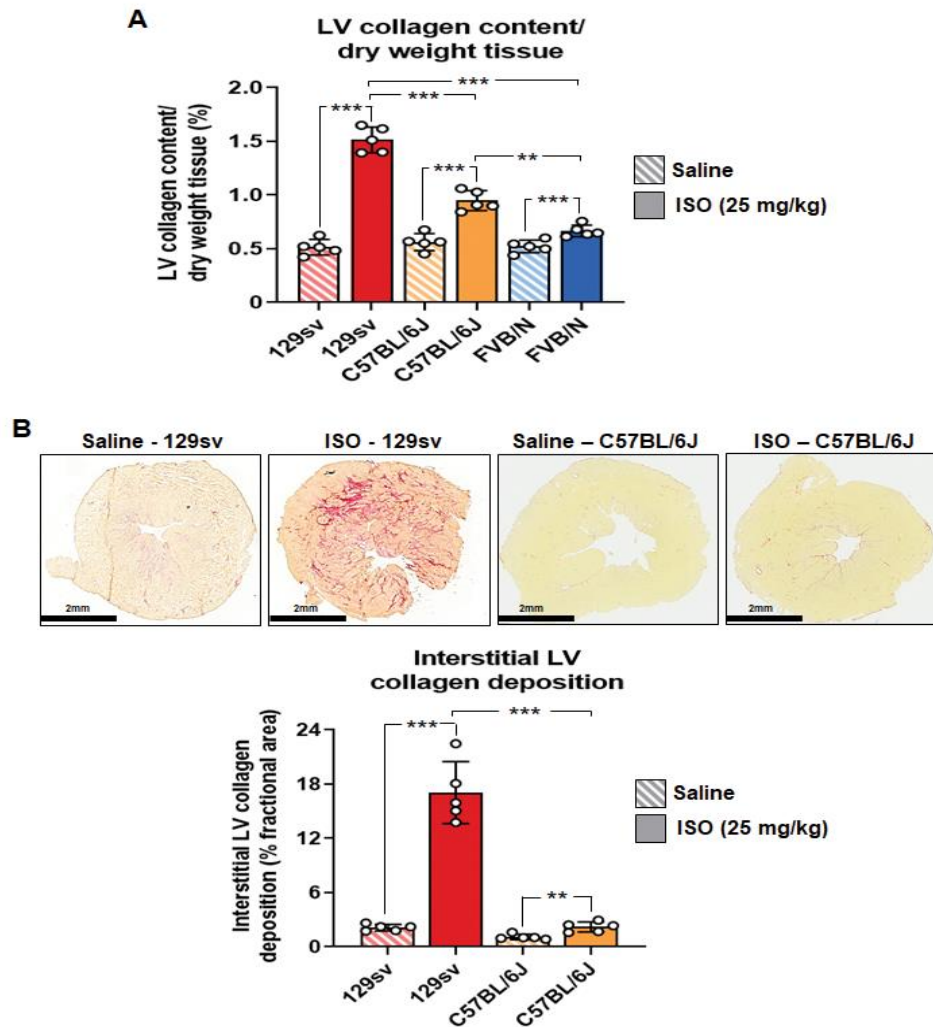 A
LV collagen content/
dry weight tissue
LV collagen content/
dry weight tissue (%)
2.0
1.5
1.0
0.5
0
***
***
***
***
**
***
129sv
129sv
C57BL/6J
C57BL/6J
FVB/N
FVB/N
Saline
ISO (25 mg/kg)
B
Saline - 129sv
ISO - 129sv
Saline – C57BL/6J
ISO – C57BL/6J
2mm
2mm
2mm
2mm
Interstitial LV
collagen deposition
Interstitial LV collagen
deposition (% fractional area)
24
18
12
6
0
***
***
**
129sv
129sv
C57BL/6J
C57BL/6J
Saline
ISO (25 mg/kg)